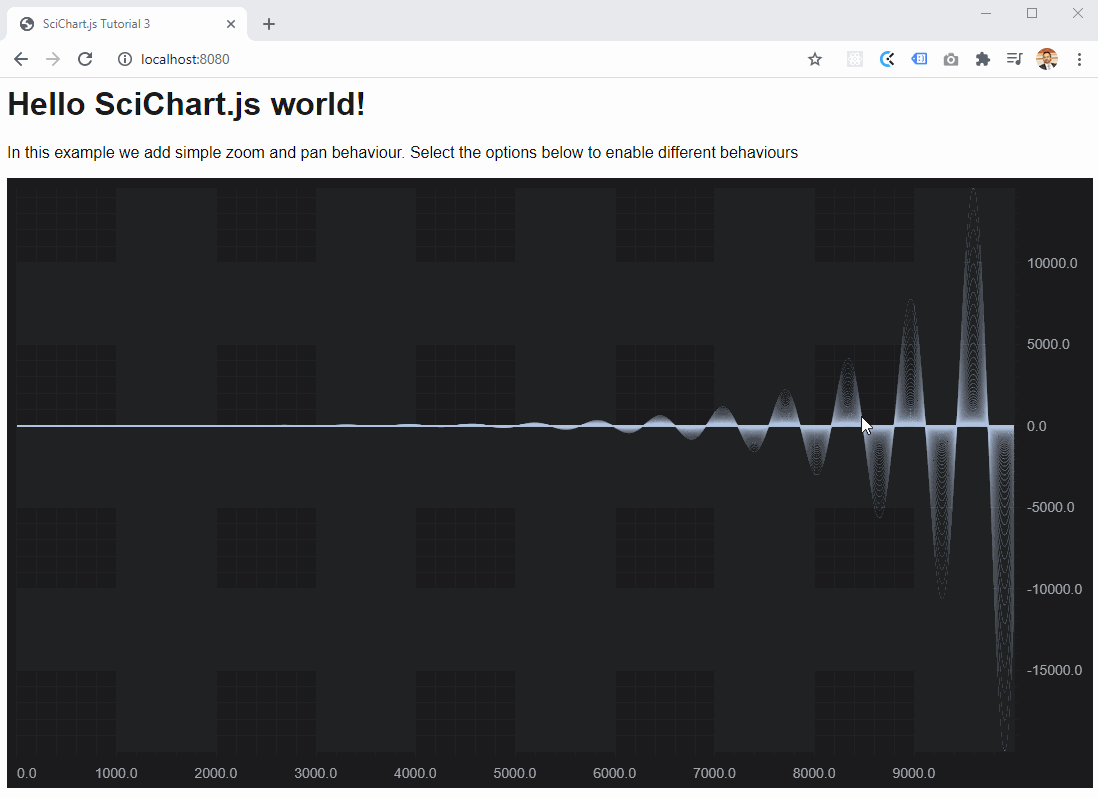 SciChart.js Tutorial 3
localhost:8080
Hello SciChart.js world!
In this example we add simple zoom and pan behaviour. Select the options below to enable different behaviours
10000.0
5000.0
0.0
-5000.0
-10000.0
-15000.0
0.0 1000.0 2000.0 3000.0 4000.0 5000.0 6000.0 7000.0 8000.0 9000.0